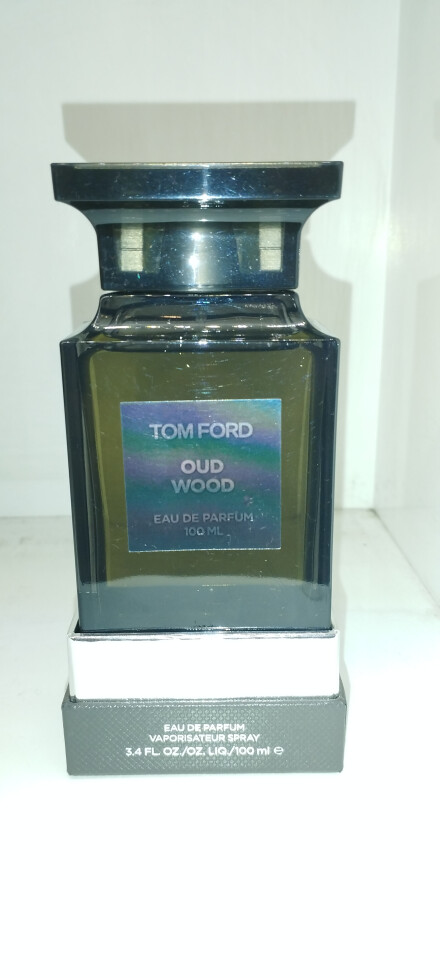 TOM FORD
OUD
WOOD
EAU DE PARFUM
100 ML
EAU DE PARFUM
VAPORISATEUR SPRAY
3.4 FL. OZ./OZ. LIQ./100 ml ℮